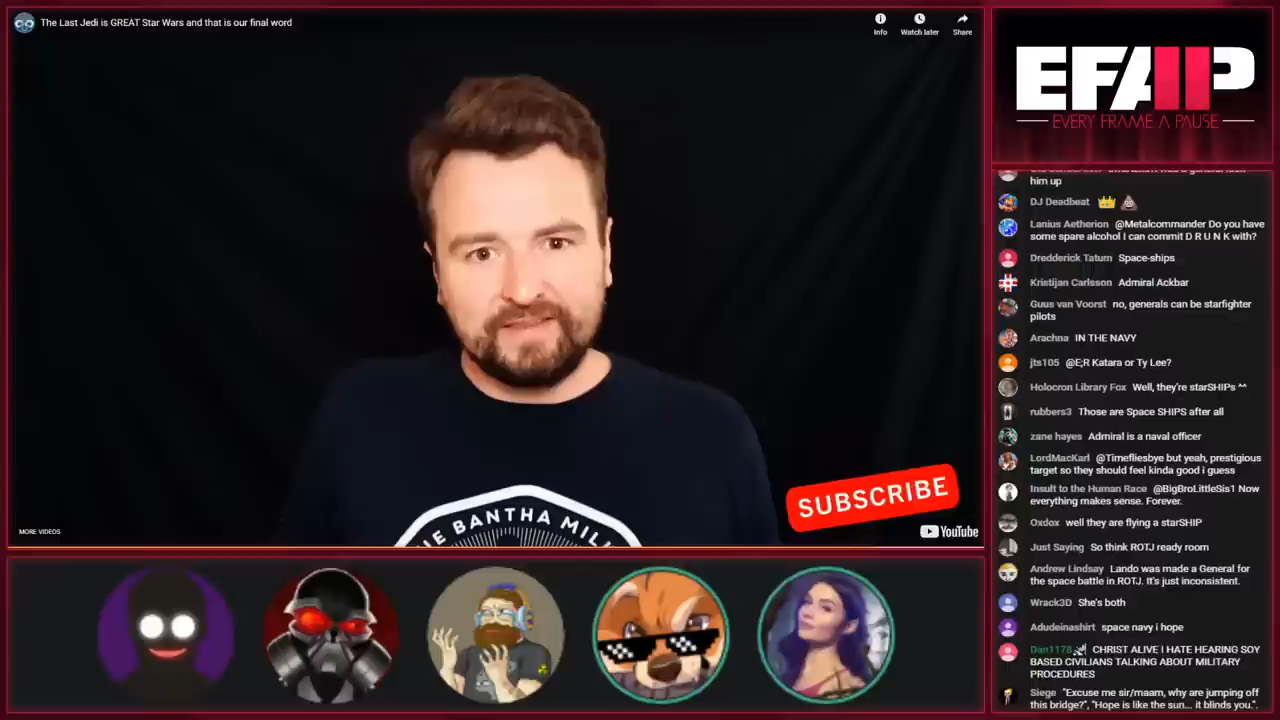 The Last Jedi is GREAT Star Wars and that is our final word
Info
Watch later
Share
THE BANTHA MIL
SUBSCRIBE
MORE VIDEOS
YouTube
EFAP
EVERY FRAME A PAUSE
him up
DJ Deadbeat
Lanius Aetherion @Metalcommander Do you have
some spare alcohol I can commit D R U N K with?
Dredderick Tatum Space-ships
Kristijan Carlsson Admiral Ackbar
Guus van Voorst no, generals can be starfighter
pilots
Arachna IN THE NAVY
jts105 @E;R Katara or Ty Lee?
Holocron Library Fox Well, they're starSHIPs ^^
rubbers3 Those are Space SHIPS after all
zane hayes Admiral is a naval officer
LordMacKarl @Timefliesbye but yeah, prestigious
target so they should feel kinda good i guess
Insult to the Human Race @BigBroLittleSis1 Now
everything makes sense. Forever.
Oxdox well they are flying a starSHIP
Just Saying So think ROTJ ready room
Andrew Lindsay Lando was made a General for
the space battle in ROTJ. It's just inconsistent.
Wrack3D She's both
Adudeinashirt space navy i hope
Dan1178 CHRIST ALIVE I HATE HEARING SOY
BASED CIVILIANS TALKING ABOUT MILITARY
PROCEDURES
Siege "Excuse me sir/maam, why are jumping off
this bridge?", "Hope is like the sun... it blinds you.".